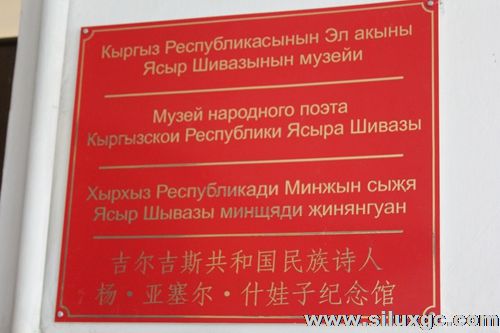 Кыргыз Республикасынын Эл акыны
Ясыр Шивазынын музейи
Музей народного поэта
Кыргызскои Республики Ясыра Шивазы
Хырхыз Республикади Минжын сыжя
Ясыр Шывазы минщяди җинянгуан
吉尔吉斯共和国民族诗人
杨·亚塞尔·什娃子纪念馆
www.siluxgc.com